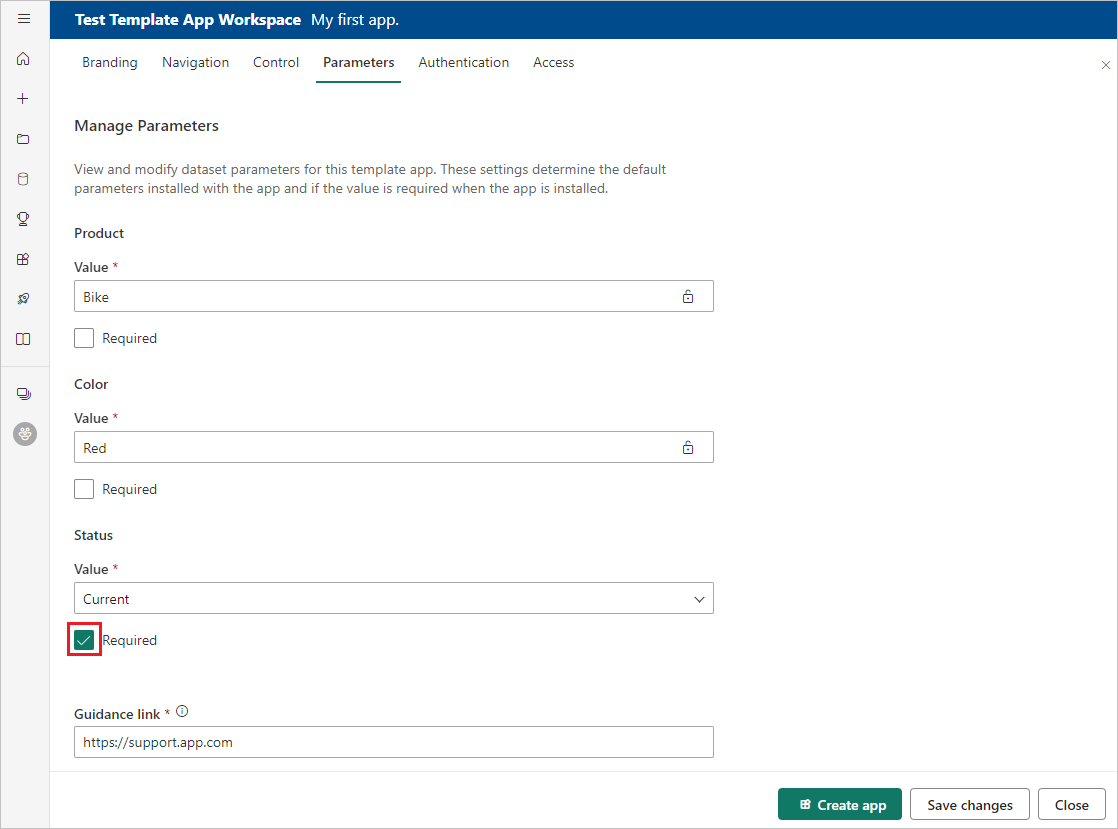 Test Template App Workspace My first app.
Branding Navigation Control Parameters Authentication Access
Manage Parameters
View and modify dataset parameters for this template app. These settings determine the default
parameters installed with the app and if the value is required when the app is installed.
Product
Value *
Bike
Required
Color
Value *
Red
Required
Status
Value *
Current
Required
Guidance link *
https://support.app.com
Create app Save changes Close